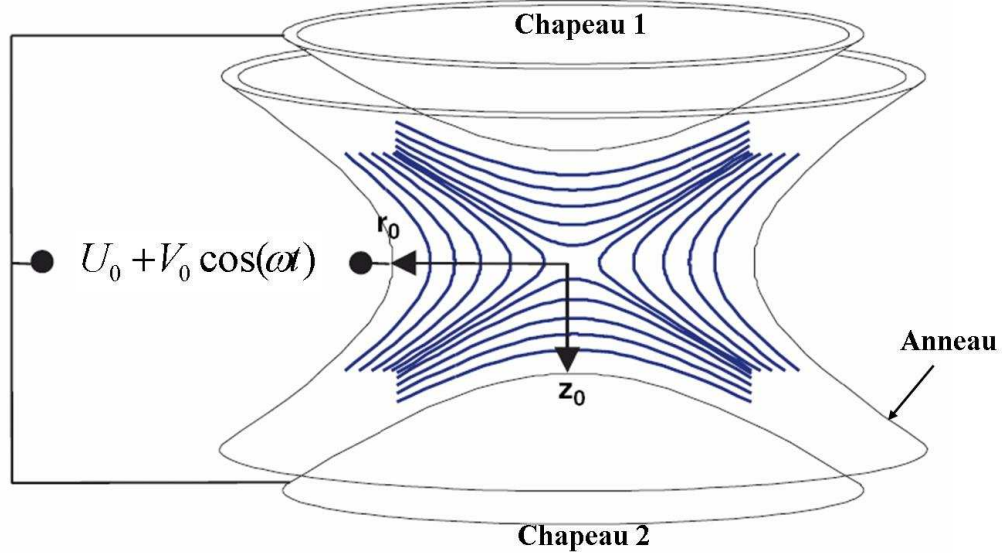 Chapeau 1
r₀
U₀ + V₀ cos(ωt)
Anneau
z₀
Chapeau 2